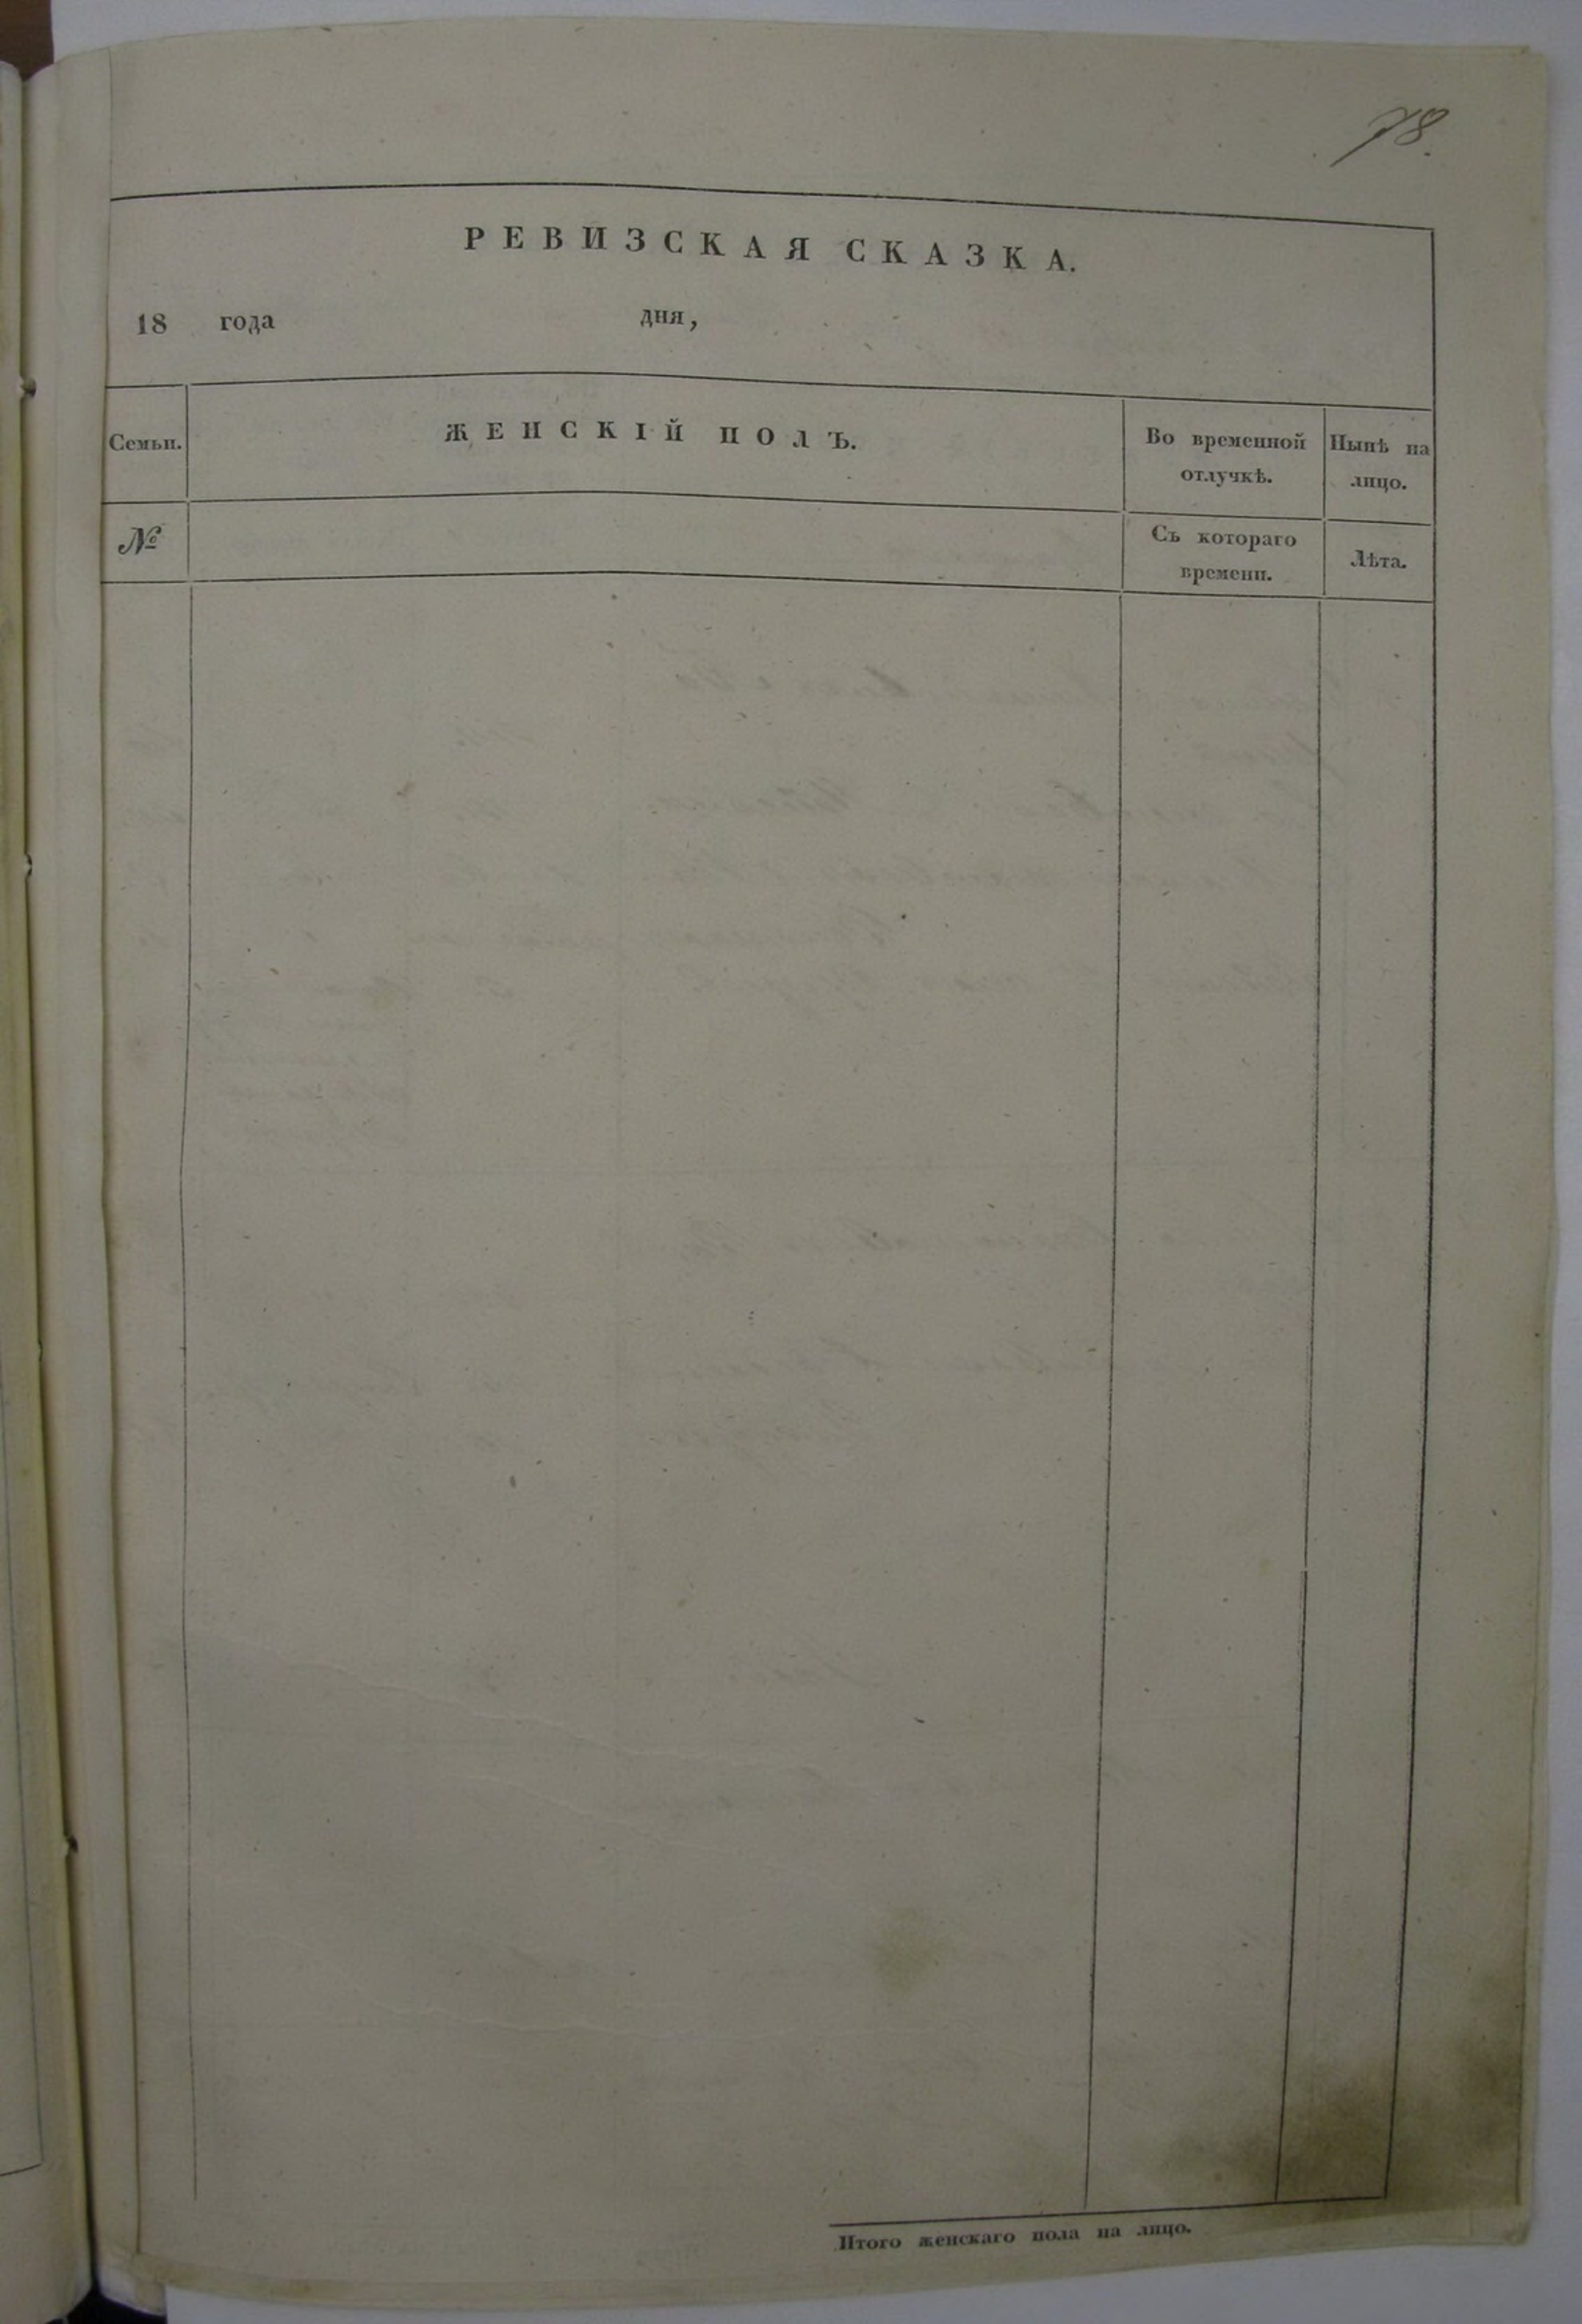 78.
РЕВИЗСКАЯ СКАЗКА.
18 года дня,
Семьи. ЖЕНСКІЙ ПОЛЪ. Во временной отлучкѣ. Нынѣ на лицо.
№ Съ котораго времени. Лѣта.
Итого женскаго пола на лицо.